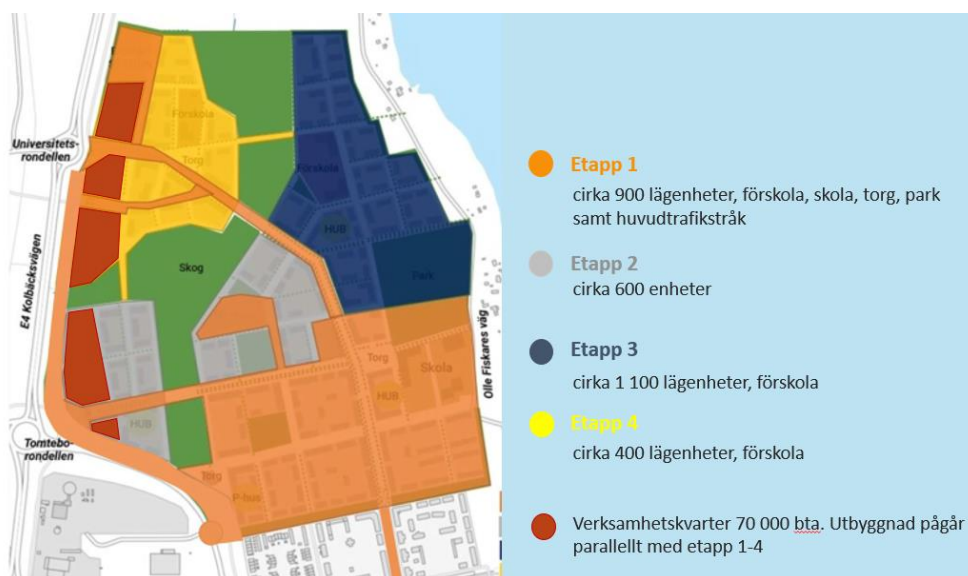 Förskola
Torg
Universitets-
rondellen
Förskola
HUB
E4 Kolbäcksvägen
Skog
Park
Olle Fiskares väg
Torg
Skola
HUB
HUB
Tomtebo-
rondellen
Torg
P-hus
Etapp 1
cirka 900 lägenheter, förskola, skola, torg, park
samt huvudtrafikstråk
Etapp 2
cirka 600 enheter
Etapp 3
cirka 1 100 lägenheter, förskola
Etapp 4
cirka 400 lägenheter, förskola
Verksamhetskvarter 70 000 bta. Utbyggnad pågår
parallellt med etapp 1-4